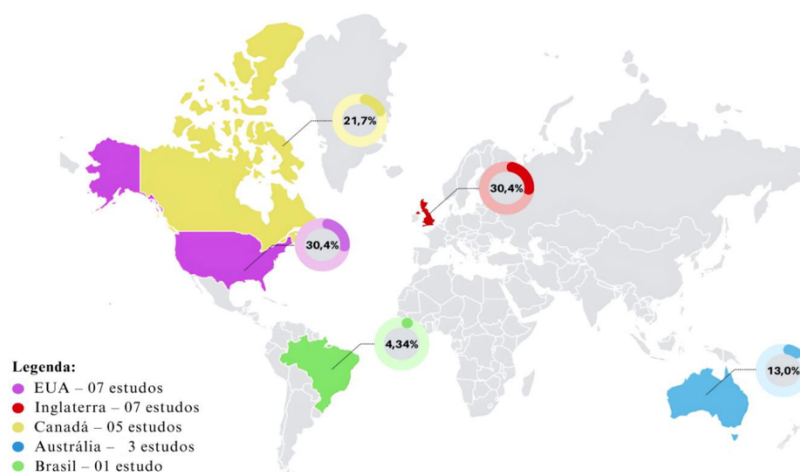 21,7%
30,4%
30,4%
4,34%
13,0%
Legenda:
EUA – 07 estudos
Inglaterra – 07 estudos
Canadá – 05 estudos
Austrália – 3 estudos
Brasil – 01 estudo